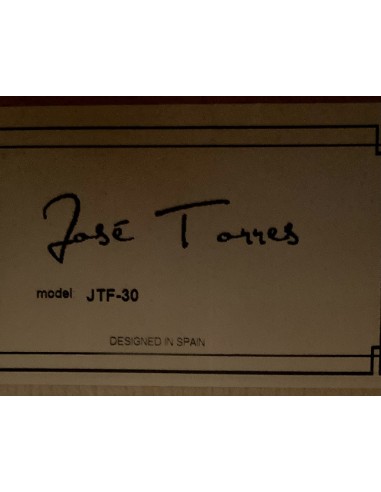 José Torres
model JTF-30
DESIGNED IN SPAIN